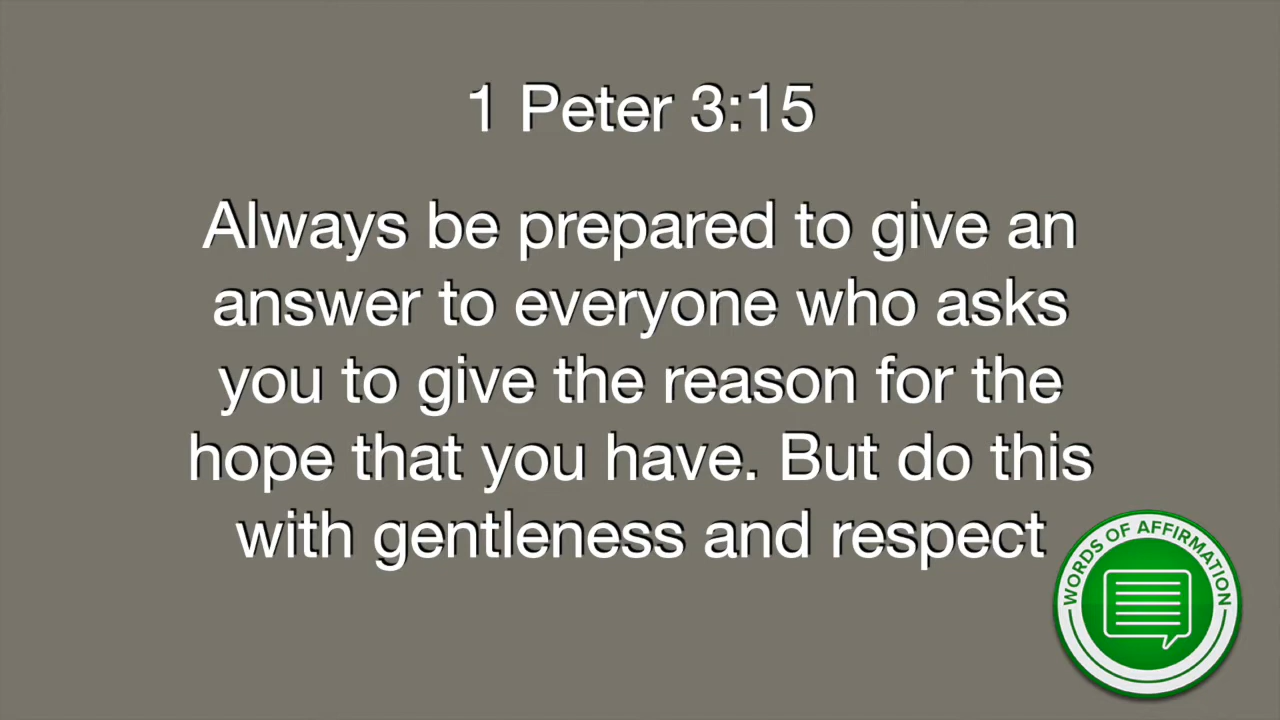 1 Peter 3:15
Always be prepared to give an
answer to everyone who asks
you to give the reason for the
hope that you have. But do this
with gentleness and respect
WORDS OF AFFIRMATION